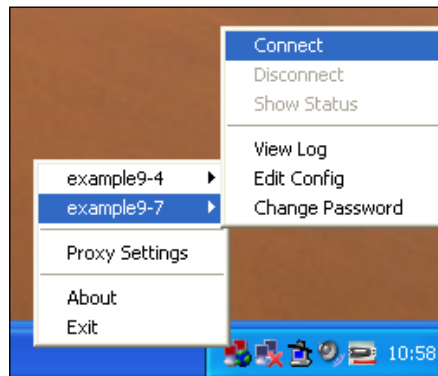 Connect
Disconnect
Show Status
View Log
Edit Config
Change Password
example9-4
example9-7
Proxy Settings
About
Exit
10:58